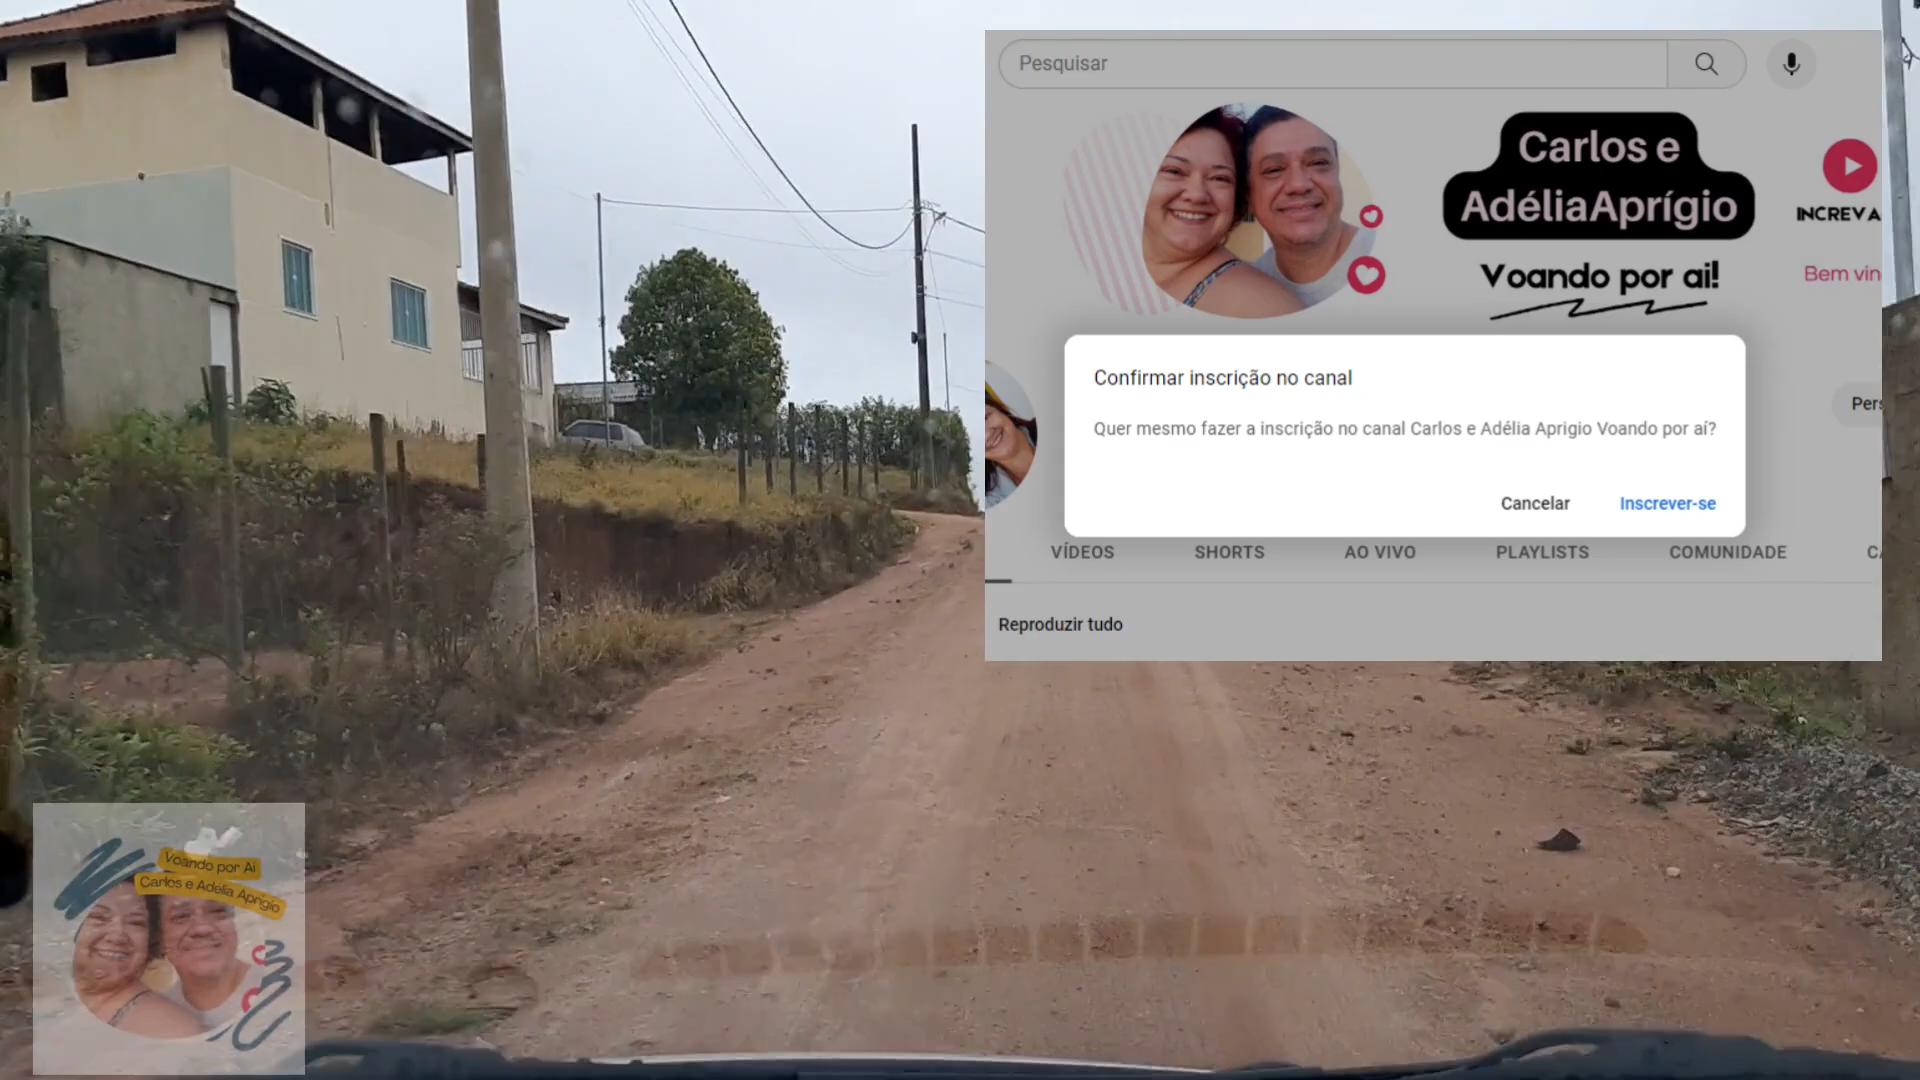 Pesquisar
Carlos e
AdéliaAprígio
Voando por ai!
INCREVA
Bem vin
Confirmar inscrição no canal
Quer mesmo fazer a inscrição no canal Carlos e Adélia Aprigio Voando por aí?
Cancelar
Inscrever-se
Pers
VÍDEOS
SHORTS
AO VIVO
PLAYLISTS
COMUNIDADE
CA
Reproduzir tudo
Voando por Ai
Carlos e Adélia Aprígio